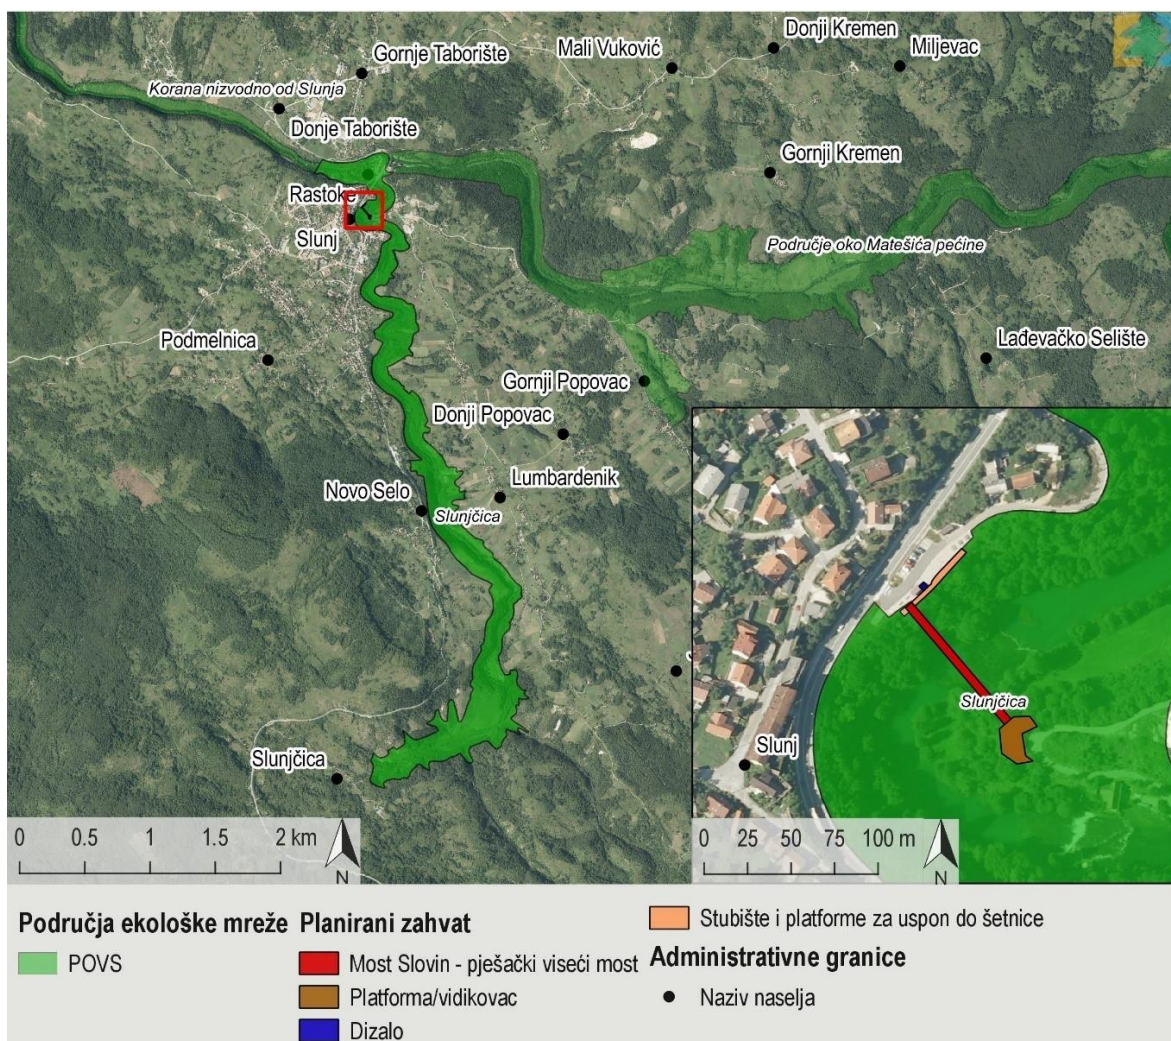 Donji Kremen
Gornje Taborište
Mali Vuković
Miljevac
Korana nizvodno od Slunja
Donje Taborište
Gornji Kremen
Rastoke
Slunj
Područje oko Matešića pećine
Podmelnica
Lađevačko Selište
Gornji Popovac
Donji Popovac
Lumbardenik
Novo Selo
Slunjčica
Slunjčica
0 0.5 1 1.5 2 km
N
Slunjčica
Slunj
0 25 50 75 100 m
N
Područja ekološke mreže
POVS
Planirani zahvat
Most Slovin - pješački viseći most
Platforma/vidikovac
Dizalo
Stubište i platforme za uspon do šetnice
Administrativne granice
Naziv naselja